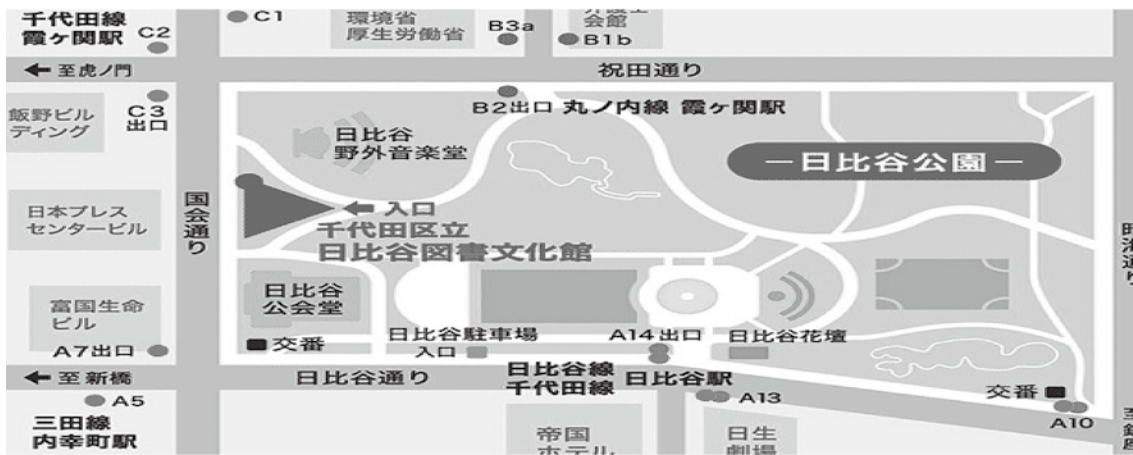 千代田線
霞ヶ関駅
C2
C1
環境省
厚生労働省
B3a
会館
B1b
← 至虎ノ門
祝田通り
飯野ビル
ディング
C3
出口
B2出口 丸ノ内線 霞ヶ関駅
日比谷
野外音楽堂
－日比谷公園－
日本プレス
センタービル
国会通り
← 入口
千代田区立
日比谷図書文化館
日比谷
公会堂
富国生命
ビル
A7出口
交番
日比谷駐車場
入口
A14出口
日比谷花壇
← 至新橋
日比谷通り
日比谷線
千代田線
日比谷駅
A13
交番
A10
A5
三田線
内幸町駅
帝国
ホテル
日生
劇場